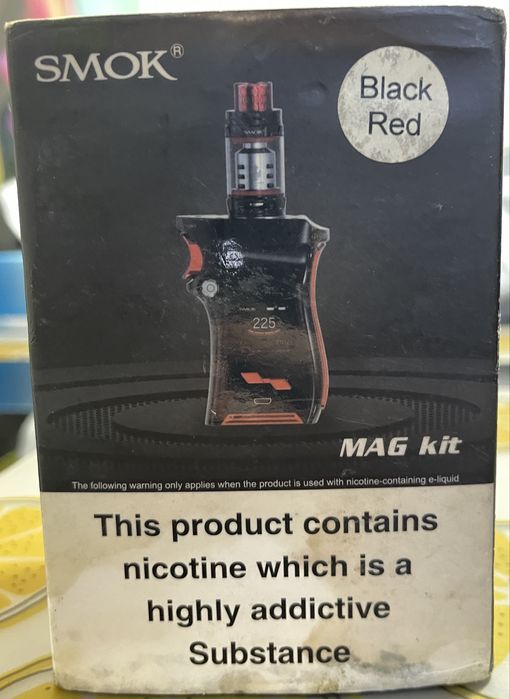 SMOK®
Black
Red
225
MAG kit
The following warning only applies when the product is used with nicotine-containing e-liquid
This product contains
nicotine which is a
highly addictive
Substance